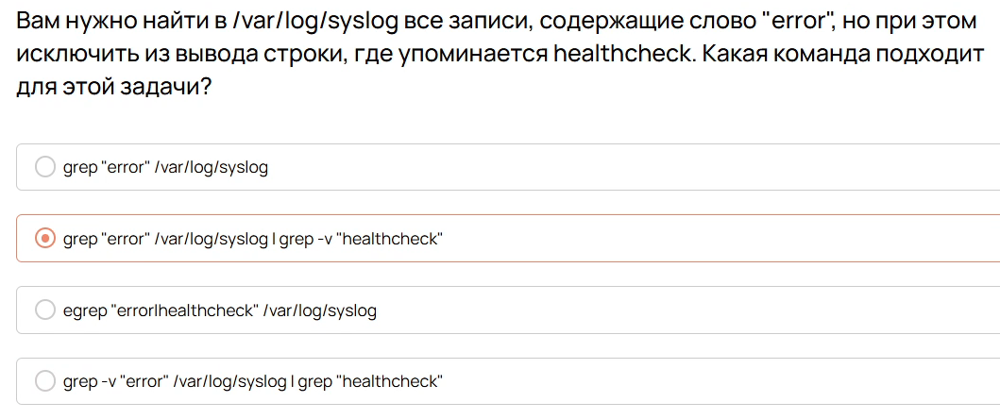 Вам нужно найти в /var/log/syslog все записи, содержащие слово "error", но при этом
исключить из вывода строки, где упоминается healthcheck. Какая команда подходит
для этой задачи?
grep "error" /var/log/syslog
grep "error" /var/log/syslog | grep -v "healthcheck"
egrep "error|healthcheck" /var/log/syslog
grep -v "error" /var/log/syslog | grep "healthcheck"